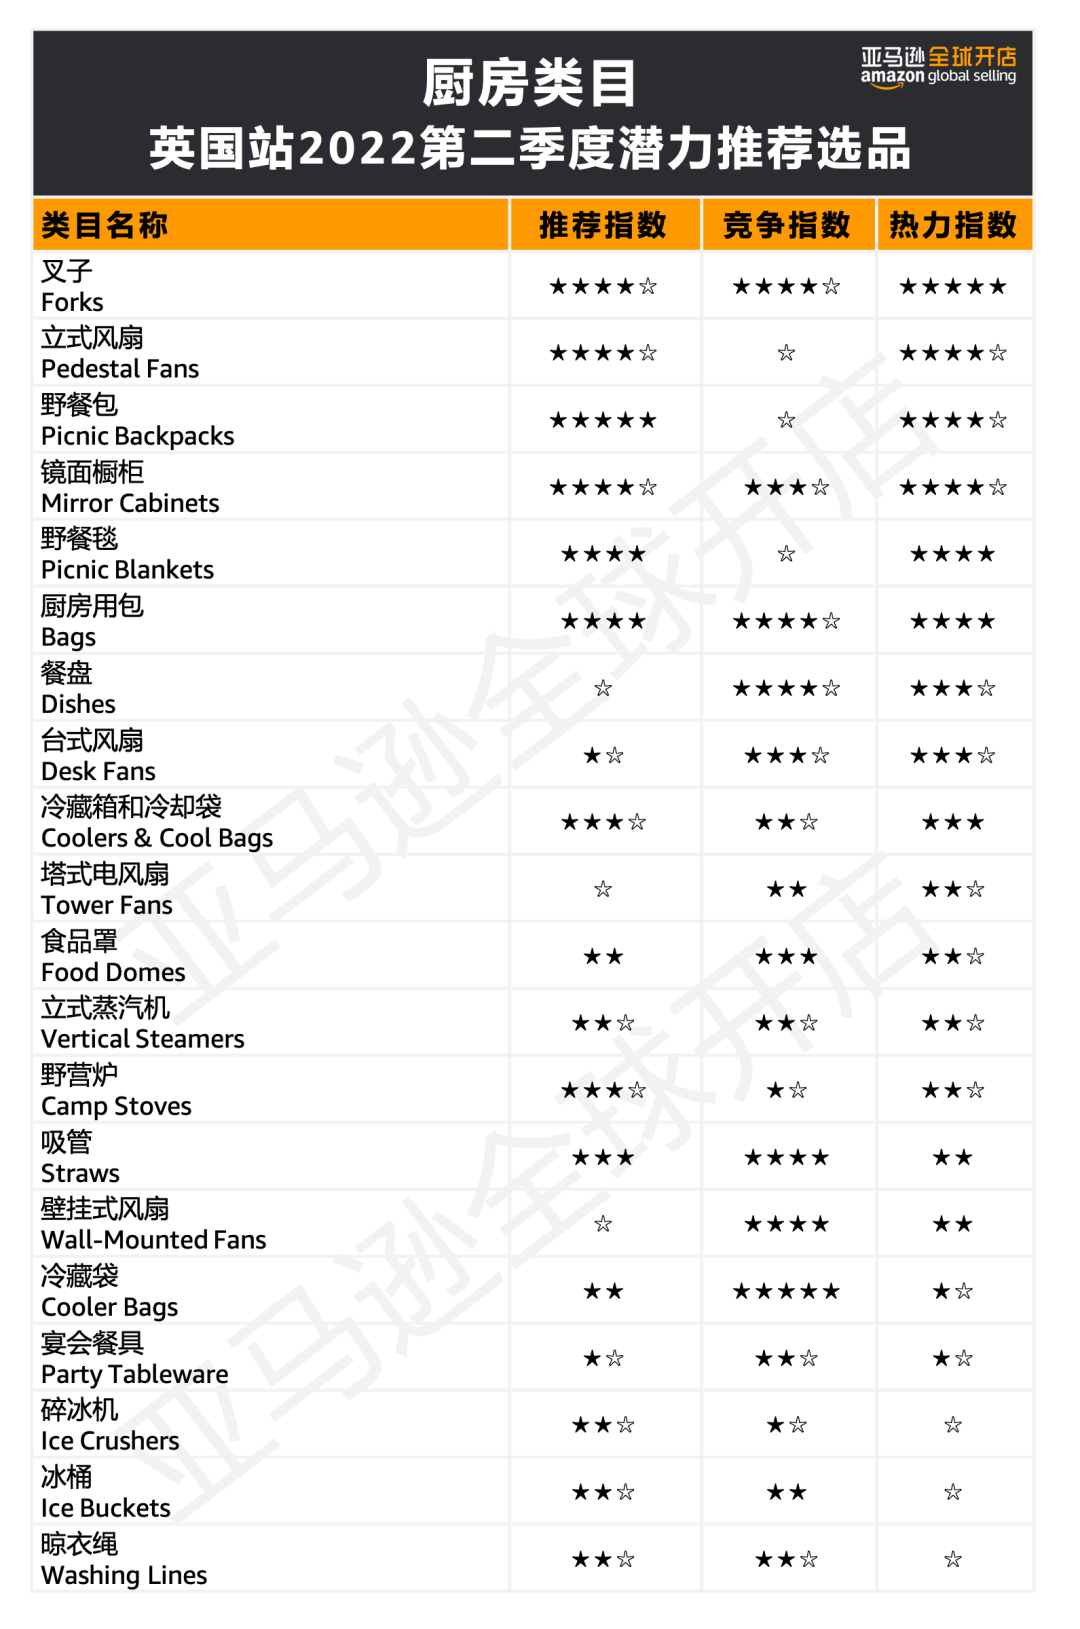 亚马逊全球开店
amazon global selling
厨房类目
英国站2022第二季度潜力推荐选品
类目名称 推荐指数 竞争指数 热力指数
叉子
Forks
★★★★☆ ★★★★☆ ★★★★★
立式风扇
Pedestal Fans
★★★★☆ ☆ ★★★★☆
野餐包
Picnic Backpacks
★★★★★ ☆ ★★★★☆
镜面橱柜
Mirror Cabinets
★★★★☆ ★★★☆ ★★★★☆
野餐毯
Picnic Blankets
★★★★ ☆ ★★★★
厨房用包
Bags
★★★★ ★★★★☆ ★★★★
餐盘
Dishes
☆ ★★★★☆ ★★★☆
台式风扇
Desk Fans
★☆ ★★★☆ ★★★☆
冷藏箱和冷却袋
Coolers & Cool Bags
★★★☆ ★★☆ ★★★
塔式电风扇
Tower Fans
☆ ★★ ★★☆
食品罩
Food Domes
★★ ★★★ ★★☆
立式蒸汽机
Vertical Steamers
★★☆ ★★☆ ★★☆
野营炉
Camp Stoves
★★★☆ ★☆ ★★☆
吸管
Straws
★★★ ★★★★ ★★
壁挂式风扇
Wall-Mounted Fans
☆ ★★★★ ★★
冷藏袋
Cooler Bags
★★ ★★★★★ ★☆
宴会餐具
Party Tableware
★☆ ★★☆ ★☆
碎冰机
Ice Crushers
★★☆ ★☆ ☆
冰桶
Ice Buckets
★★☆ ★★ ☆
晾衣绳
Washing Lines
★★☆ ★★☆ ☆
亚马逊全球开店
亚马逊全球开店